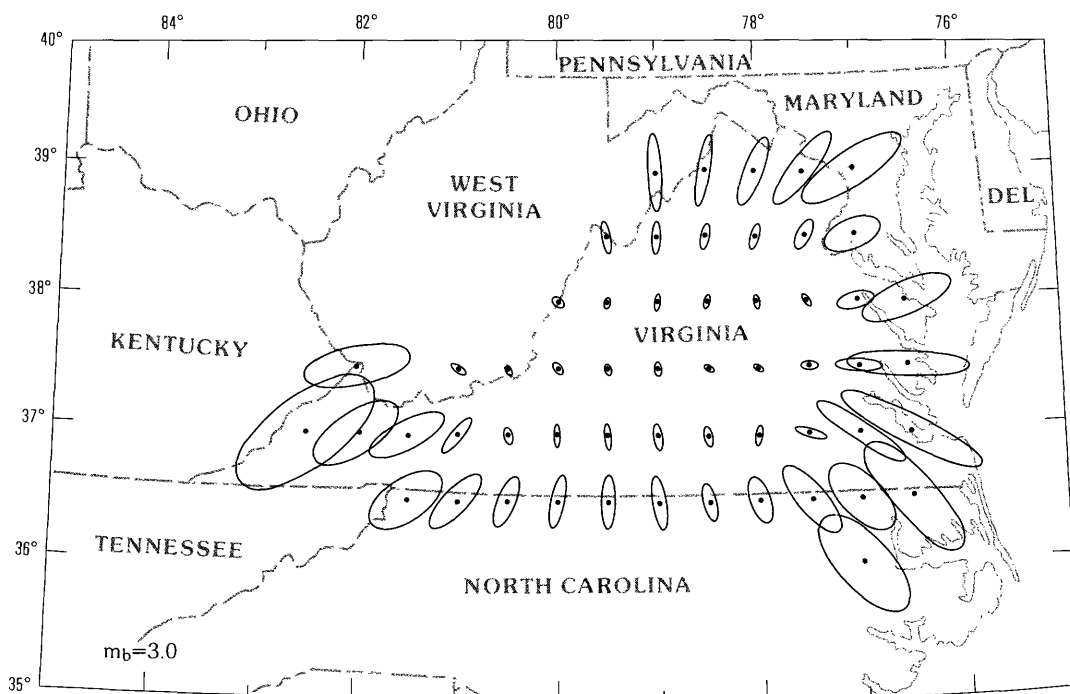 84° 82° 80° 78° 76°
40°
PENNSYLVANIA
OHIO
MARYLAND
39°
WEST
VIRGINIA
DEL
38°
VIRGINIA
KENTUCKY
37°
36°
TENNESSEE
NORTH CAROLINA
mb=3.0
35°